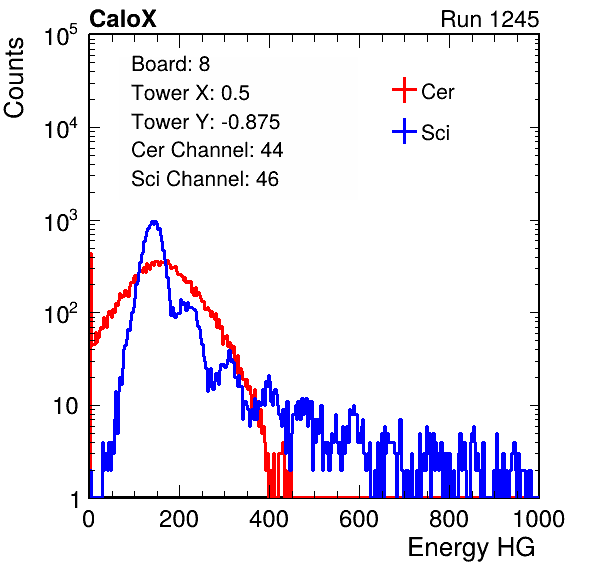 CaloX Run 1245
Counts
10^5
10^4
10^3
10^2
10
1
Board: 8
Tower X: 0.5
Tower Y: -0.875
Cer Channel: 44
Sci Channel: 46
Cer
Sci
0 200 400 600 800 1000
Energy HG